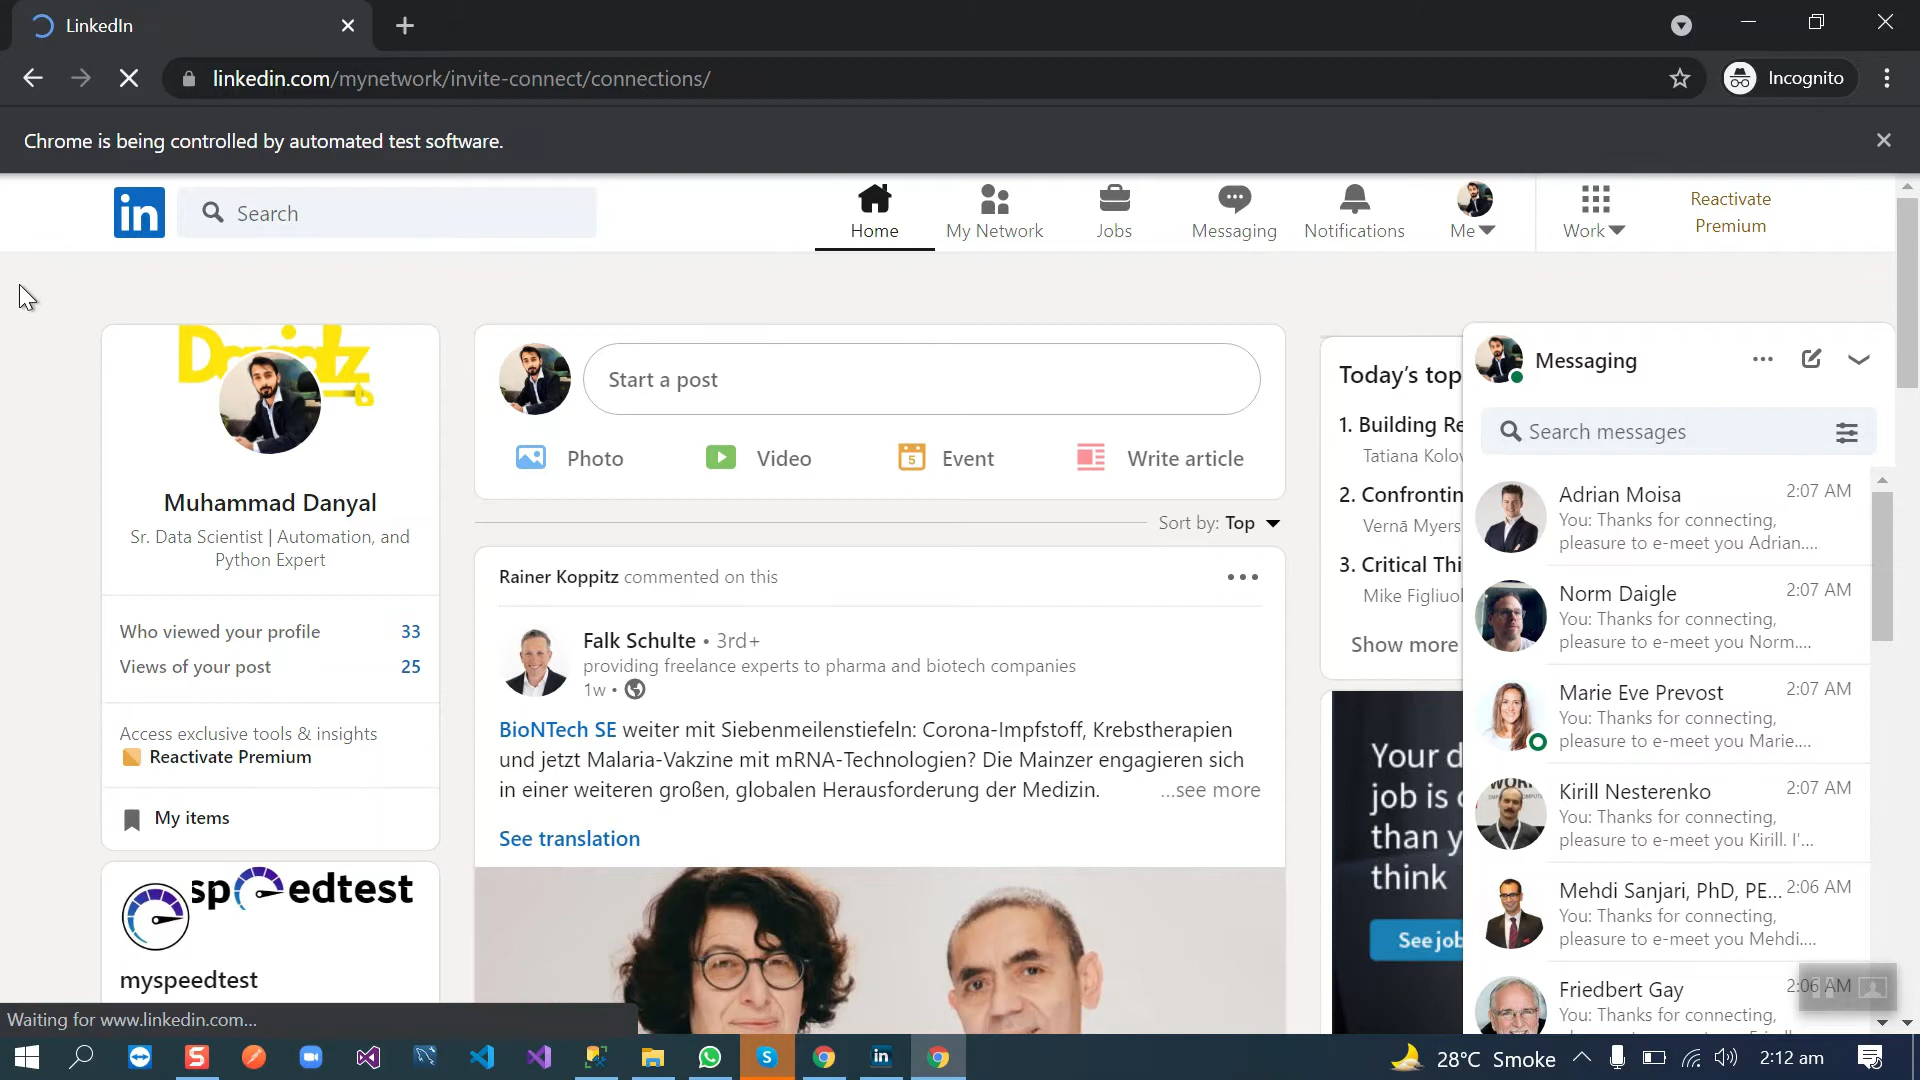 LinkedIn
linkedin.com/mynetwork/invite-connect/connections/
Incognito
Chrome is being controlled by automated test software.
in
Search
Home
My Network
Jobs
Messaging
Notifications
Me
Work
Reactivate
Premium
Muhammad Danyal
Sr. Data Scientist | Automation, and
Python Expert
Who viewed your profile 33
Views of your post 25
Access exclusive tools & insights
Reactivate Premium
My items
speedtest
myspeedtest
Start a post
Photo
Video
5
Event
Write article
Sort by: Top
Rainer Koppitz commented on this
Falk Schulte • 3rd+
providing freelance experts to pharma and biotech companies
1w •
BioNTech SE weiter mit Siebenmeilenstiefeln: Corona-Impfstoff, Krebstherapien
und jetzt Malaria-Vakzine mit mRNA-Technologien? Die Mainzer engagieren sich
in einer weiteren großen, globalen Herausforderung der Medizin. ...see more
See translation
Today's top
1. Building Re
Tatiana Kolov
2. Confrontin
Vernā Myers
3. Critical Thi
Mike Figliuol
Show more
Your d
job is c
than y
think
See job
Messaging
Search messages
Adrian Moisa 2:07 AM
You: Thanks for connecting,
pleasure to e-meet you Adrian....
Norm Daigle 2:07 AM
You: Thanks for connecting,
pleasure to e-meet you Norm....
Marie Eve Prevost 2:07 AM
You: Thanks for connecting,
pleasure to e-meet you Marie....
Kirill Nesterenko 2:07 AM
You: Thanks for connecting,
pleasure to e-meet you Kirill. I'...
Mehdi Sanjari, PhD, PE... 2:06 AM
You: Thanks for connecting,
pleasure to e-meet you Mehdi....
Friedbert Gay 2:06 AM
You: Thanks for connecting,
Waiting for www.linkedin.com...
28°C Smoke
2:12 am